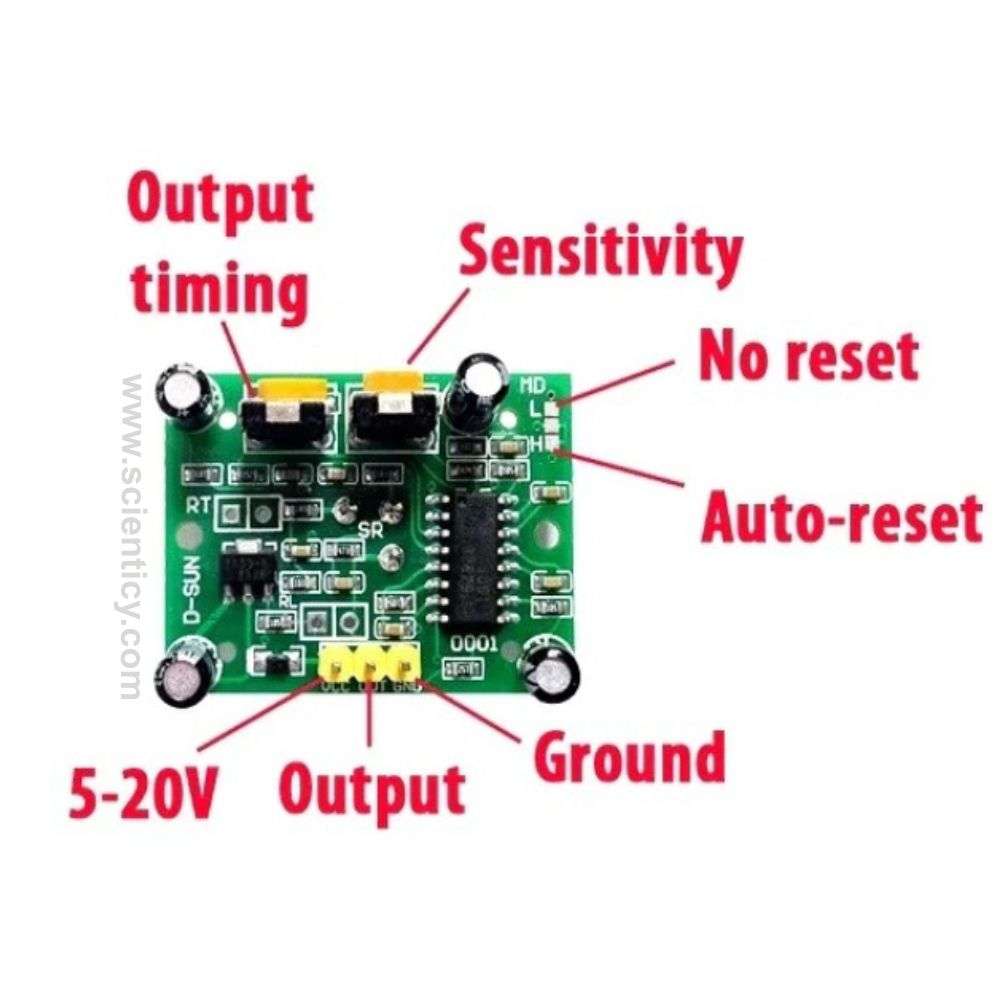 Output
timing
Sensitivity
No reset
Auto-reset
www.scienticy.com
MD
L
H
RT
SR
D-SUN
0001
VCC OUT GND
5-20V
Output
Ground